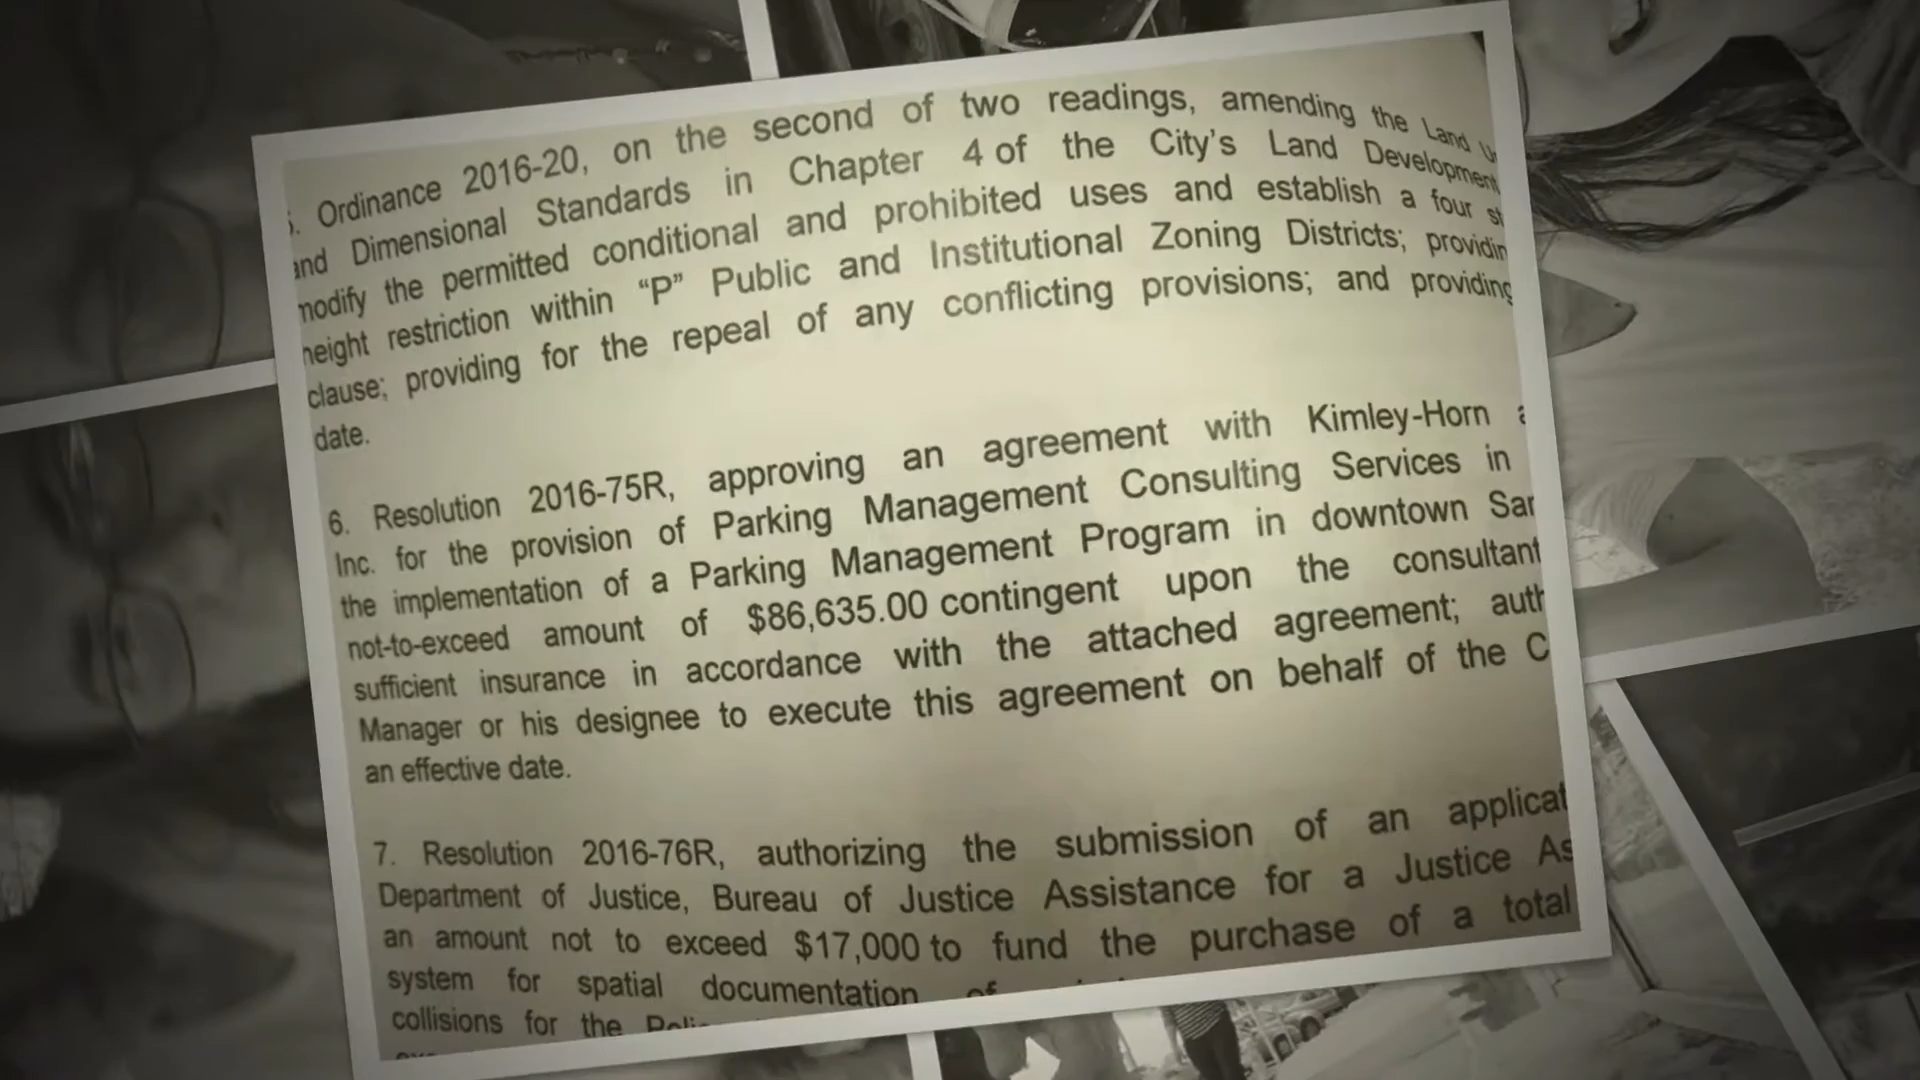 Ordinance 2016-20, on the second of two readings, amending the Land
and Dimensional Standards in Chapter 4 of the City's Land Development
modify the permitted conditional and prohibited uses and establish a four
height restriction within “P” Public and Institutional Zoning Districts; providin
clause; providing for the repeal of any conflicting provisions; and providing
date.
6. Resolution 2016-75R, approving an agreement with Kimley-Horn
Inc. for the provision of Parking Management Consulting Services in
the implementation of a Parking Management Program in downtown Sar
not-to-exceed amount of $86,635.00 contingent upon the consultant
sufficient insurance in accordance with the attached agreement; auth
Manager or his designee to execute this agreement on behalf of the C
an effective date.
7. Resolution 2016-76R, authorizing the submission of an applicat
Department of Justice, Bureau of Justice Assistance for a Justice As
an amount not to exceed $17,000 to fund the purchase of a total
system for spatial documentation of
collisions for the